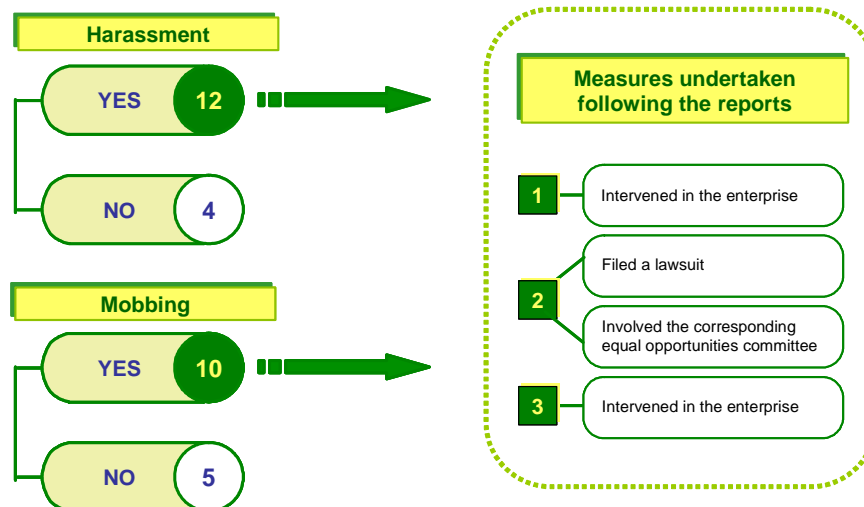 Harassment
YES 12
NO 4
Mobbing
YES 10
NO 5
Measures undertaken
following the reports
1 Intervened in the enterprise
2 Filed a lawsuit
Involved the corresponding
equal opportunities committee
3 Intervened in the enterprise